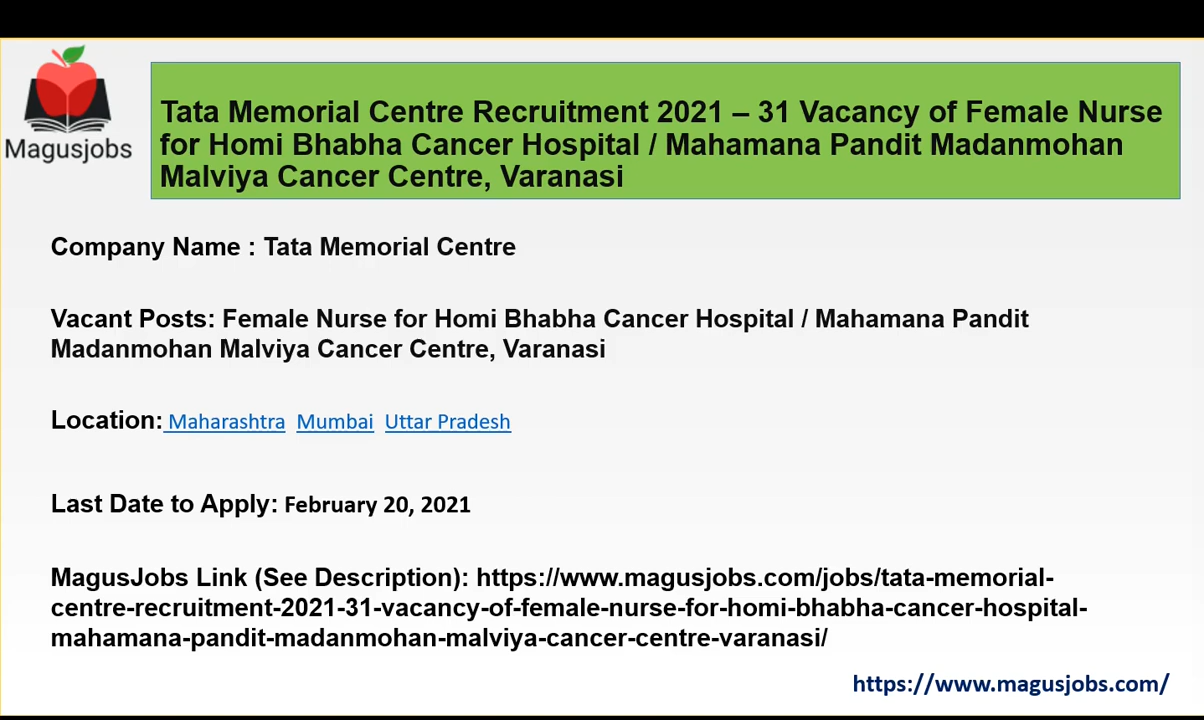 Magusjobs
Tata Memorial Centre Recruitment 2021 – 31 Vacancy of Female Nurse
for Homi Bhabha Cancer Hospital / Mahamana Pandit Madanmohan
Malviya Cancer Centre, Varanasi
Company Name : Tata Memorial Centre
Vacant Posts: Female Nurse for Homi Bhabha Cancer Hospital / Mahamana Pandit
Madanmohan Malviya Cancer Centre, Varanasi
Location: Maharashtra Mumbai Uttar Pradesh
Last Date to Apply: February 20, 2021
MagusJobs Link (See Description): https://www.magusjobs.com/jobs/tata-memorial-
centre-recruitment-2021-31-vacancy-of-female-nurse-for-homi-bhabha-cancer-hospital-
mahamana-pandit-madanmohan-malviya-cancer-centre-varanasi/
https://www.magusjobs.com/